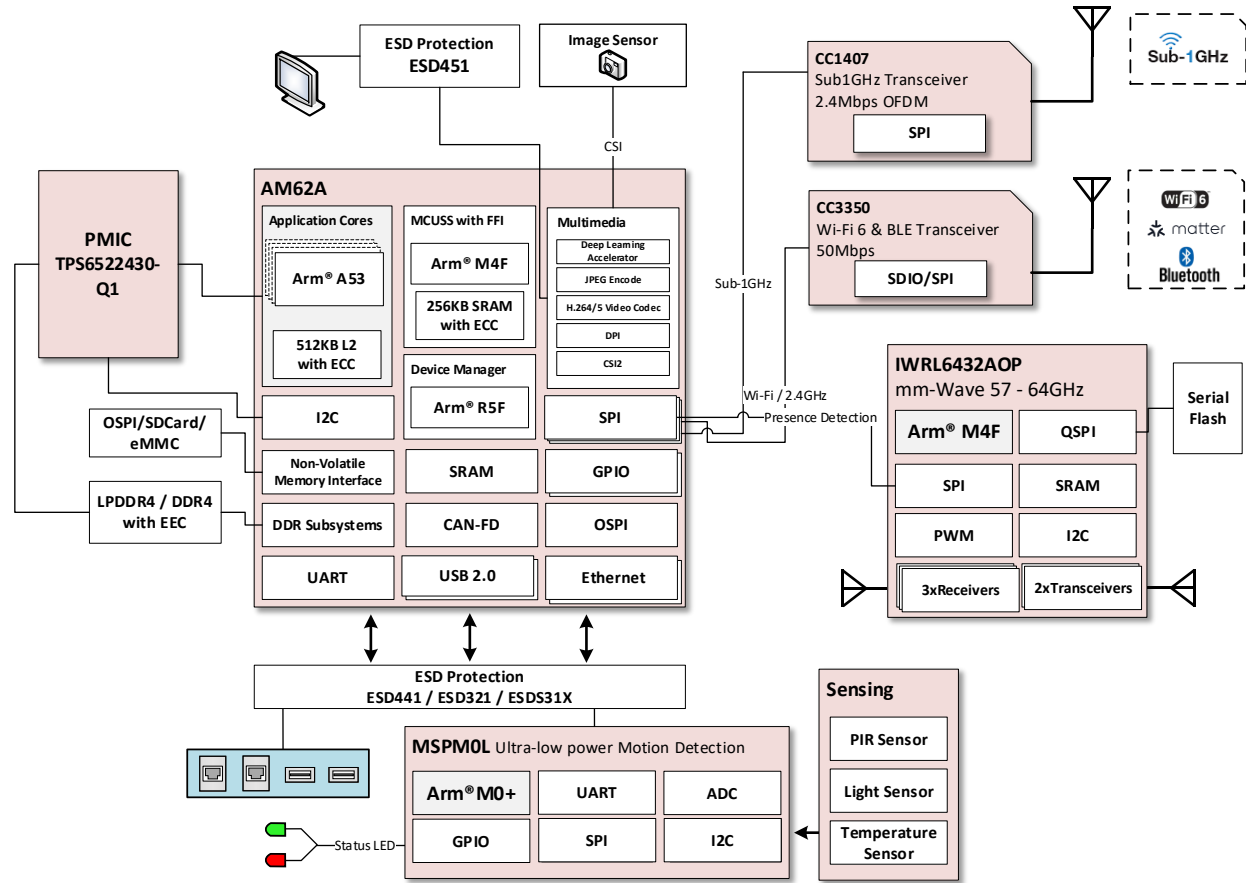 ESD Protection
ESD451
Image Sensor
CSI
CC1407
Sub1GHz Transceiver
2.4Mbps OFDM
SPI
Sub-1GHz
CC3350
Wi-Fi 6 & BLE Transceiver
50Mbps
SDIO/SPI
Wi Fi 6
matter
Bluetooth
PMIC
TPS6522430-
Q1
AM62A
Application Cores
Arm® A53
512KB L2
with ECC
MCUSS with FFI
Arm® M4F
256KB SRAM
with ECC
Device Manager
Arm® R5F
Multimedia
Deep Learning
Accelerator
JPEG Encode
H.264/5 Video Codec
DPI
CSI2
I2C
SPI
Non-Volatile
Memory Interface
SRAM
GPIO
DDR Subsystems
CAN-FD
OSPI
UART
USB 2.0
Ethernet
OSPI/SDCard/
eMMC
LPDDR4 / DDR4
with EEC
Sub-1GHz
Wi-Fi / 2.4GHz
Presence Detection
IWRL6432AOP
mm-Wave 57 - 64GHz
Arm® M4F
QSPI
SPI
SRAM
PWM
I2C
3xReceivers
2xTransceivers
Serial
Flash
ESD Protection
ESD441 / ESD321 / ESDS31X
MSPM0L Ultra-low power Motion Detection
Arm® M0+
UART
ADC
GPIO
SPI
I2C
Status LED
Sensing
PIR Sensor
Light Sensor
Temperature
Sensor